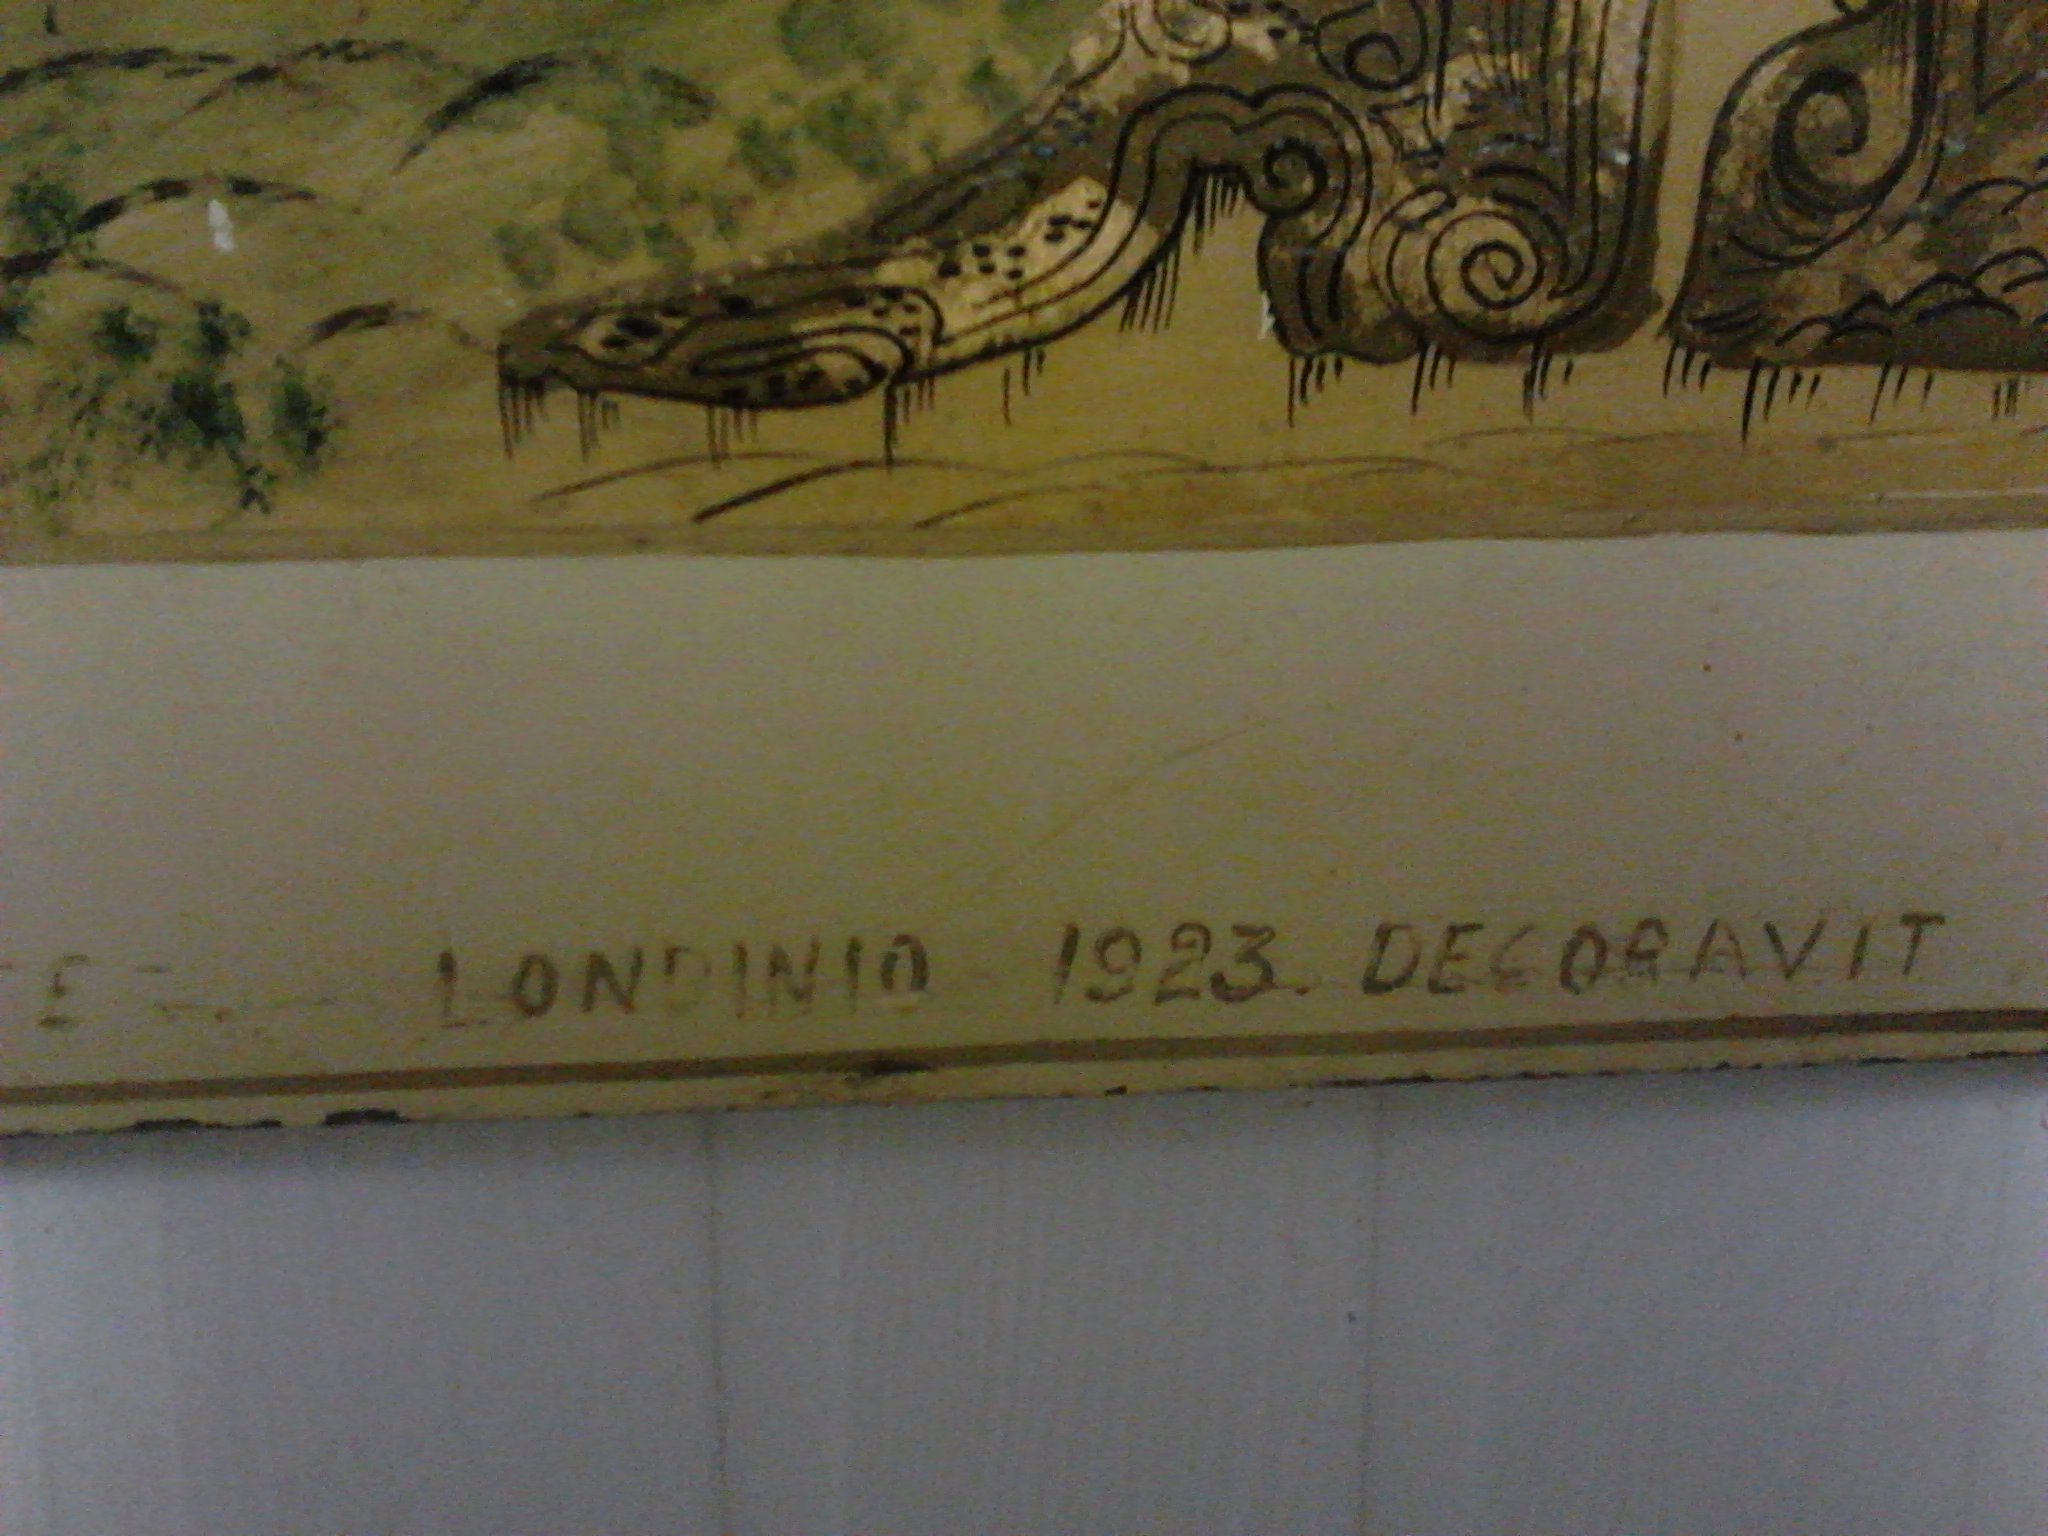 LONDINIO 1923. DECORAVIT